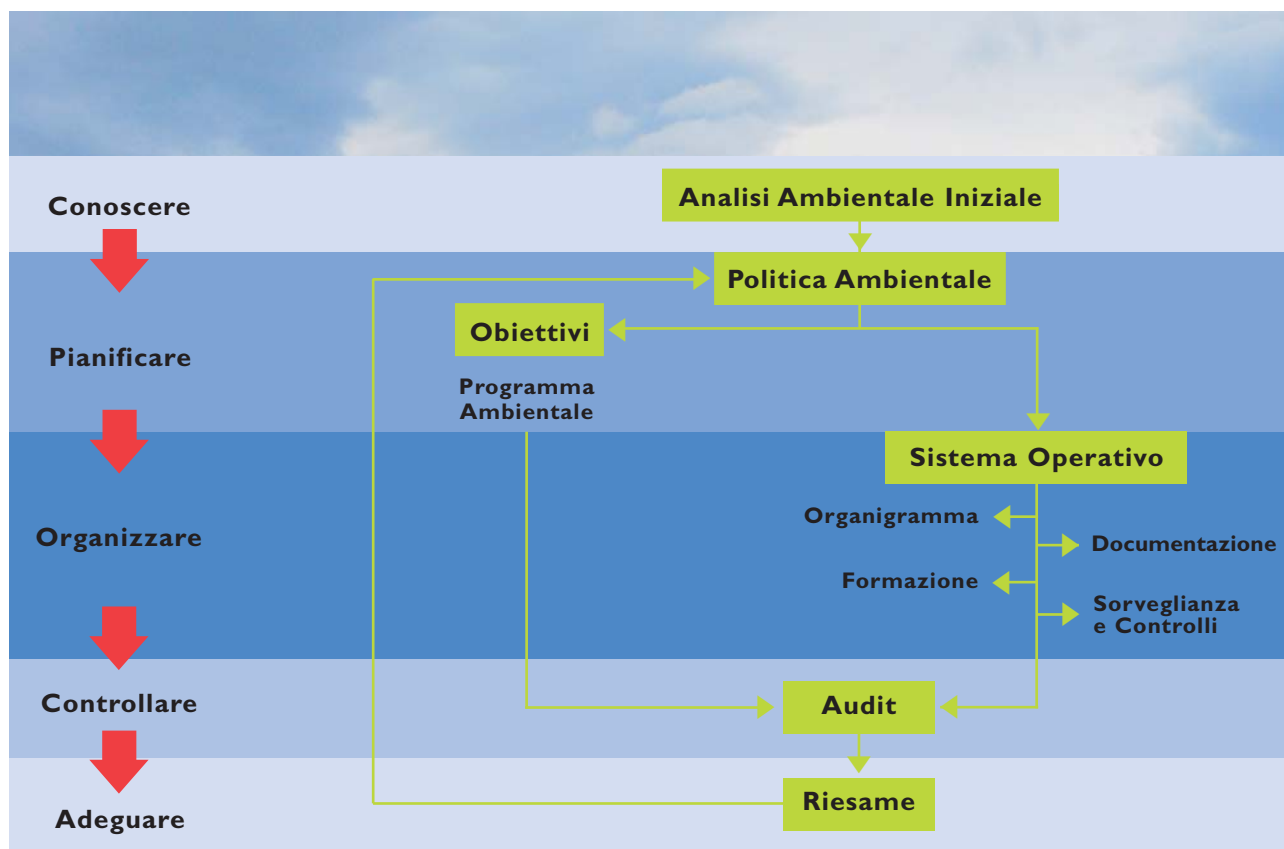 Conoscere
Analisi Ambientale Iniziale
Politica Ambientale
Obiettivi
Pianificare
Programma
Ambientale
Sistema Operativo
Organigramma
Organizzare
Documentazione
Formazione
Sorveglianza
e Controlli
Controllare
Audit
Riesame
Adeguare